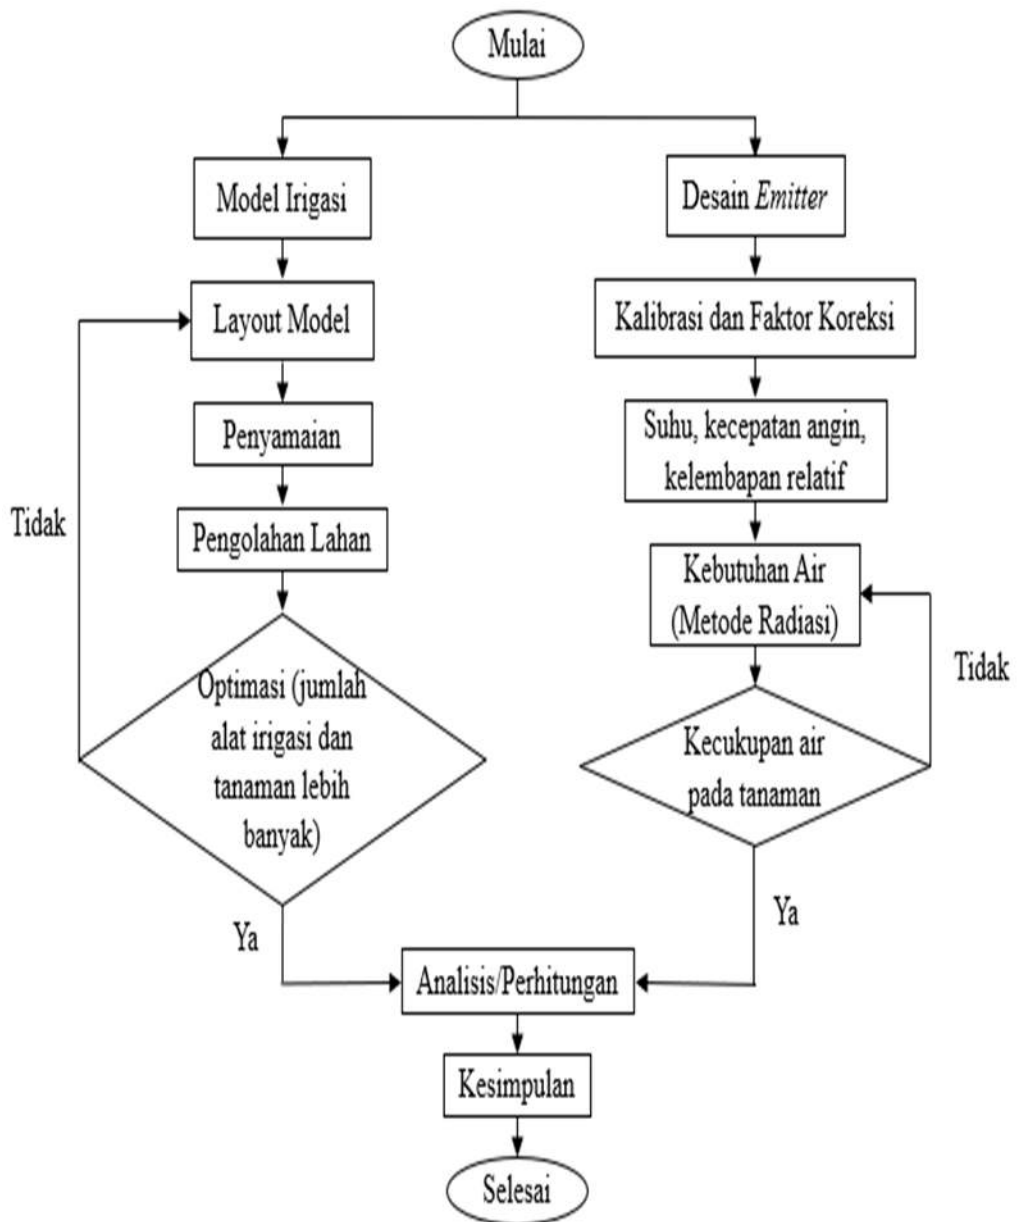 Mulai
Model Irigasi
Layout Model
Penyamaian
Pengolahan Lahan
Tidak
Optimasi (jumlah
alat irigasi dan
tanaman lebih
banyak)
Ya
Desain Emitter
Kalibrasi dan Faktor Koreksi
Suhu, kecepatan angin,
kelembapan relatif
Kebutuhan Air
(Metode Radiasi)
Tidak
Kecukupan air
pada tanaman
Ya
Analisis/Perhitungan
Kesimpulan
Selesai